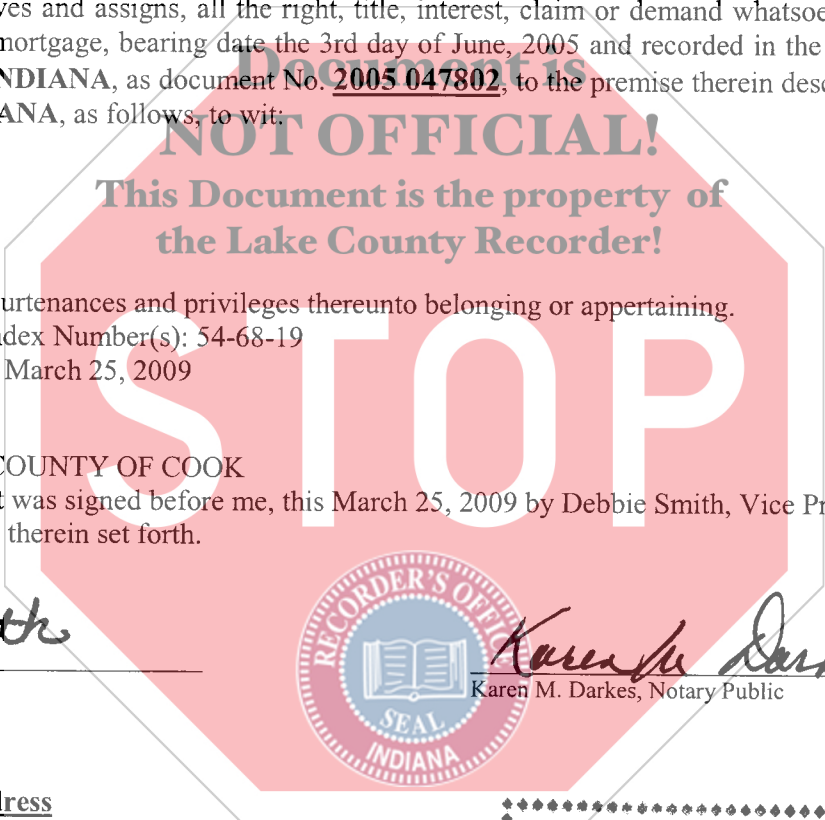 ves and assigns, all the right, title, interest, claim or demand whatsoe
mortgage, bearing date the 3rd day of June, 2005 and recorded in the
NDIANA, as document No. 2005 047802, to the premise therein desc
ANA, as follows, to wit:
Document is
NOT OFFICIAL!
This Document is the property of
the Lake County Recorder!
urtenances and privileges thereunto belonging or appertaining.
dex Number(s): 54-68-19
March 25, 2009
STOP
COUNTY OF COOK
t was signed before me, this March 25, 2009 by Debbie Smith, Vice Pr
therein set forth.
RECORDER'S OFFIC
SEAL
INDIANA
Karen M Dar
Karen M. Darkes, Notary Public
dress